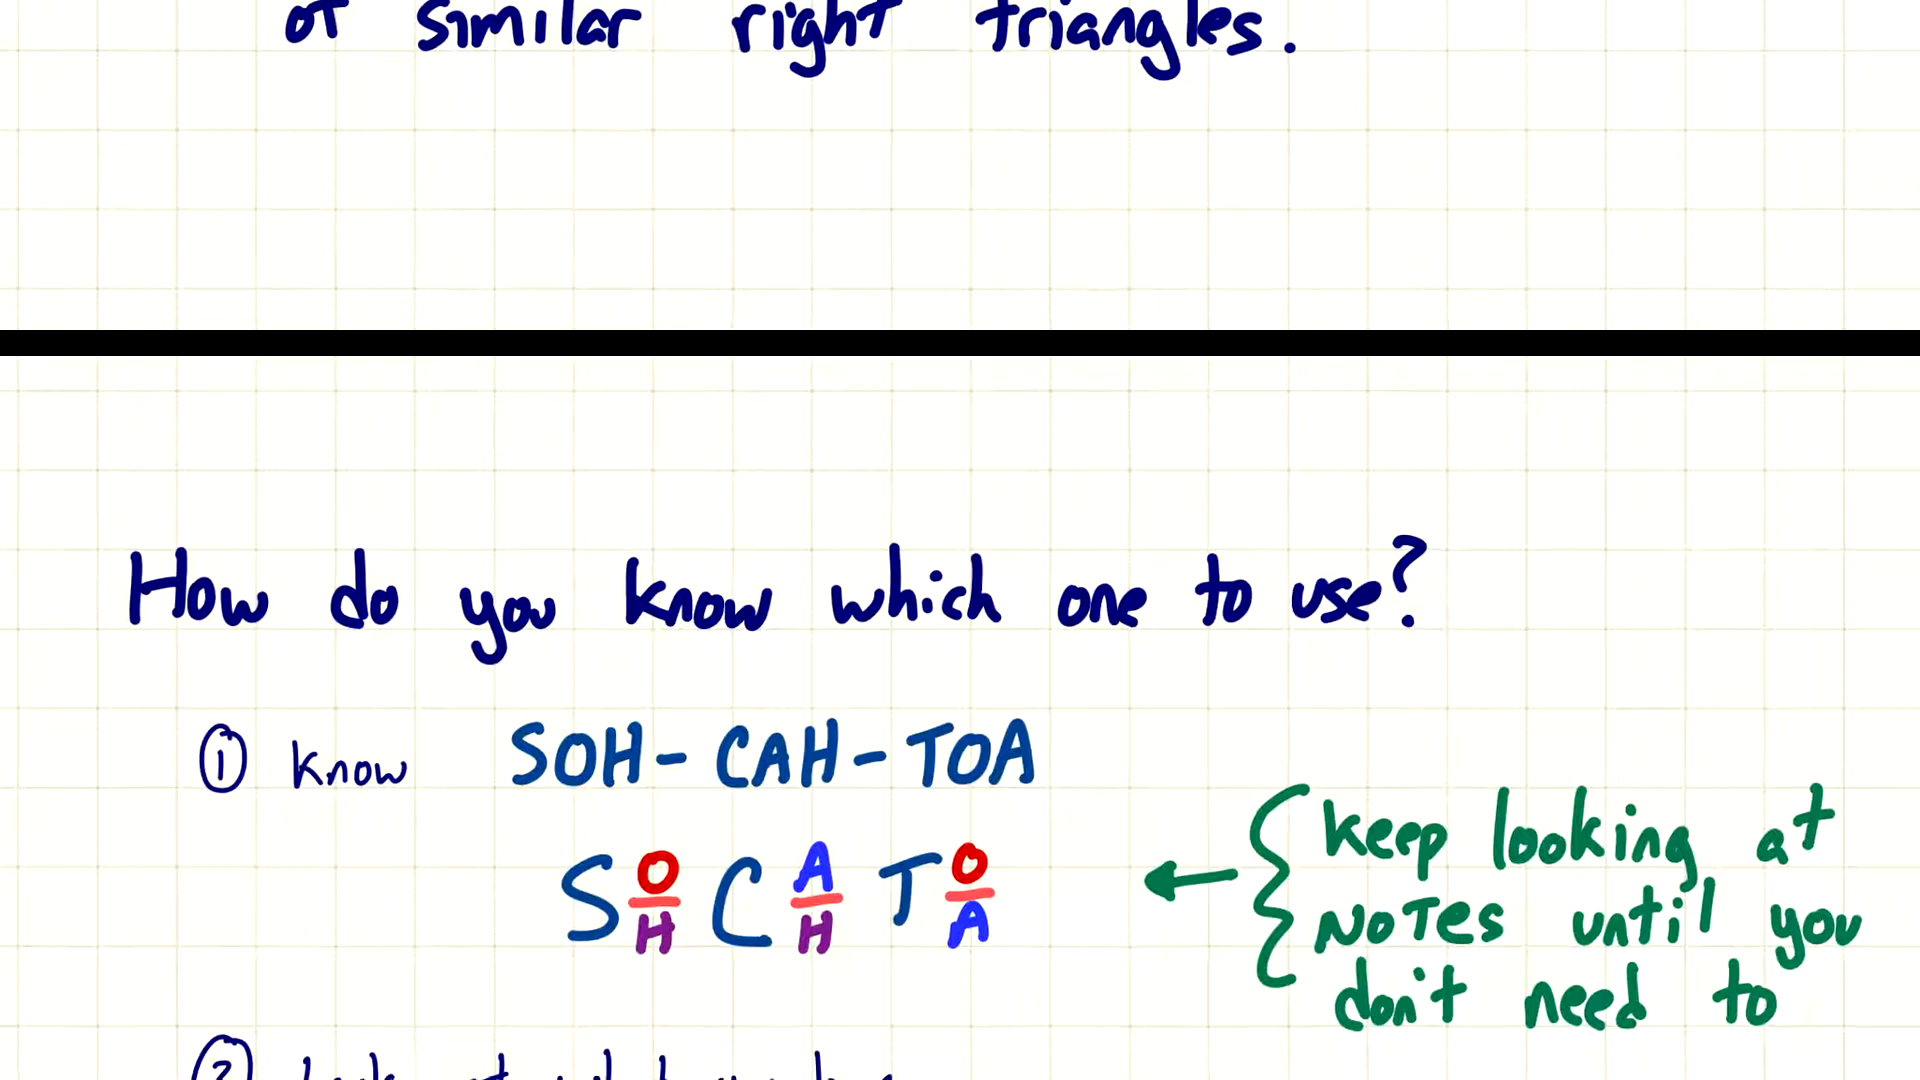 of similar right triangles.
How do you know which one to use?
① know SOH - CAH - TOA
S O/H C A/H T O/A
keep looking at
NOTES until you
don't need to
②